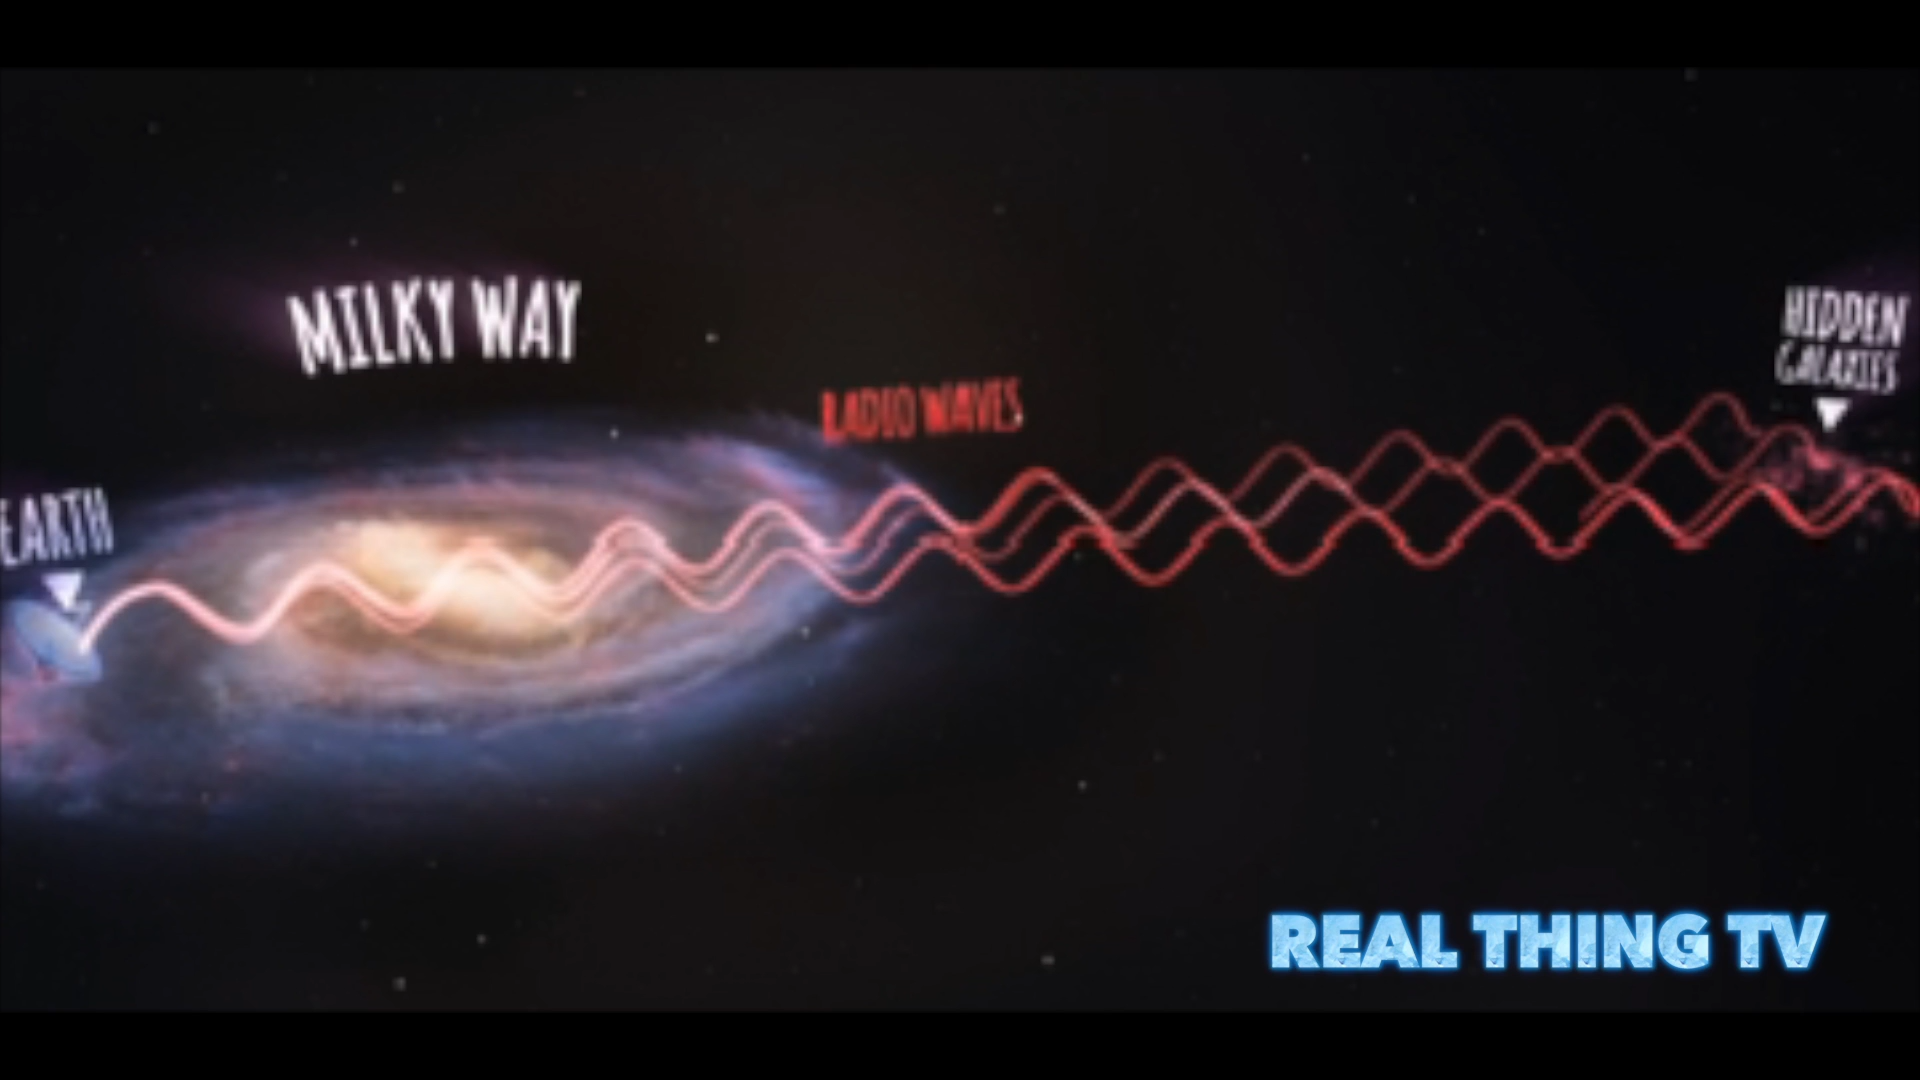 MILKY WAY
RADIO WAVES
HIDDEN
GALAXIES
EARTH
REAL THING TV